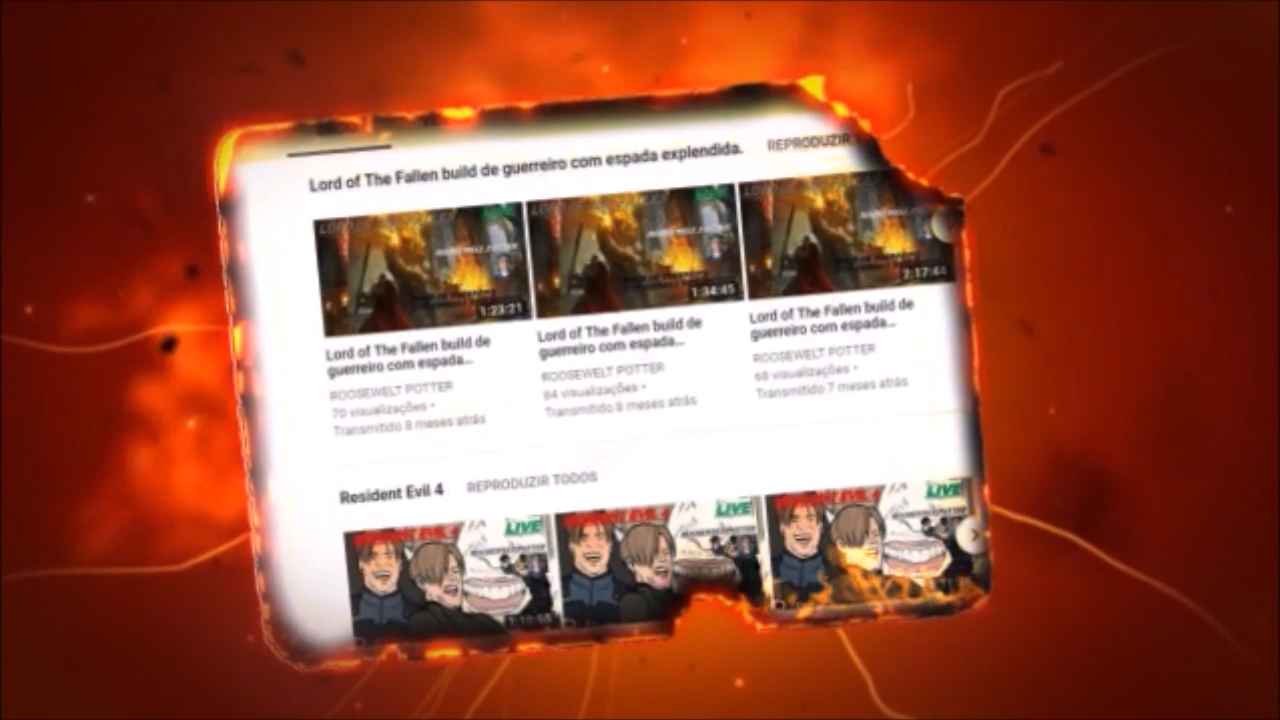 Lord of The Fallen build de guerreiro com espada explendida. REPRODUZIR
1:23:21
1:34:45
2:17:44
Lord of The Fallen build de
guerreiro com espada...
ROOSEWELT POTTER
70 visualizações •
Transmitido 8 meses atrás
Lord of The Fallen build de
guerreiro com espada...
ROOSEWELT POTTER
84 visualizações •
Transmitido 8 meses atrás
Lord of The Fallen build de
guerreiro com espada...
ROOSEWELT POTTER
68 visualizações •
Transmitido 7 meses atrás
Resident Evil 4 REPRODUZIR TODOS
LIVE
LIVE
LIVE